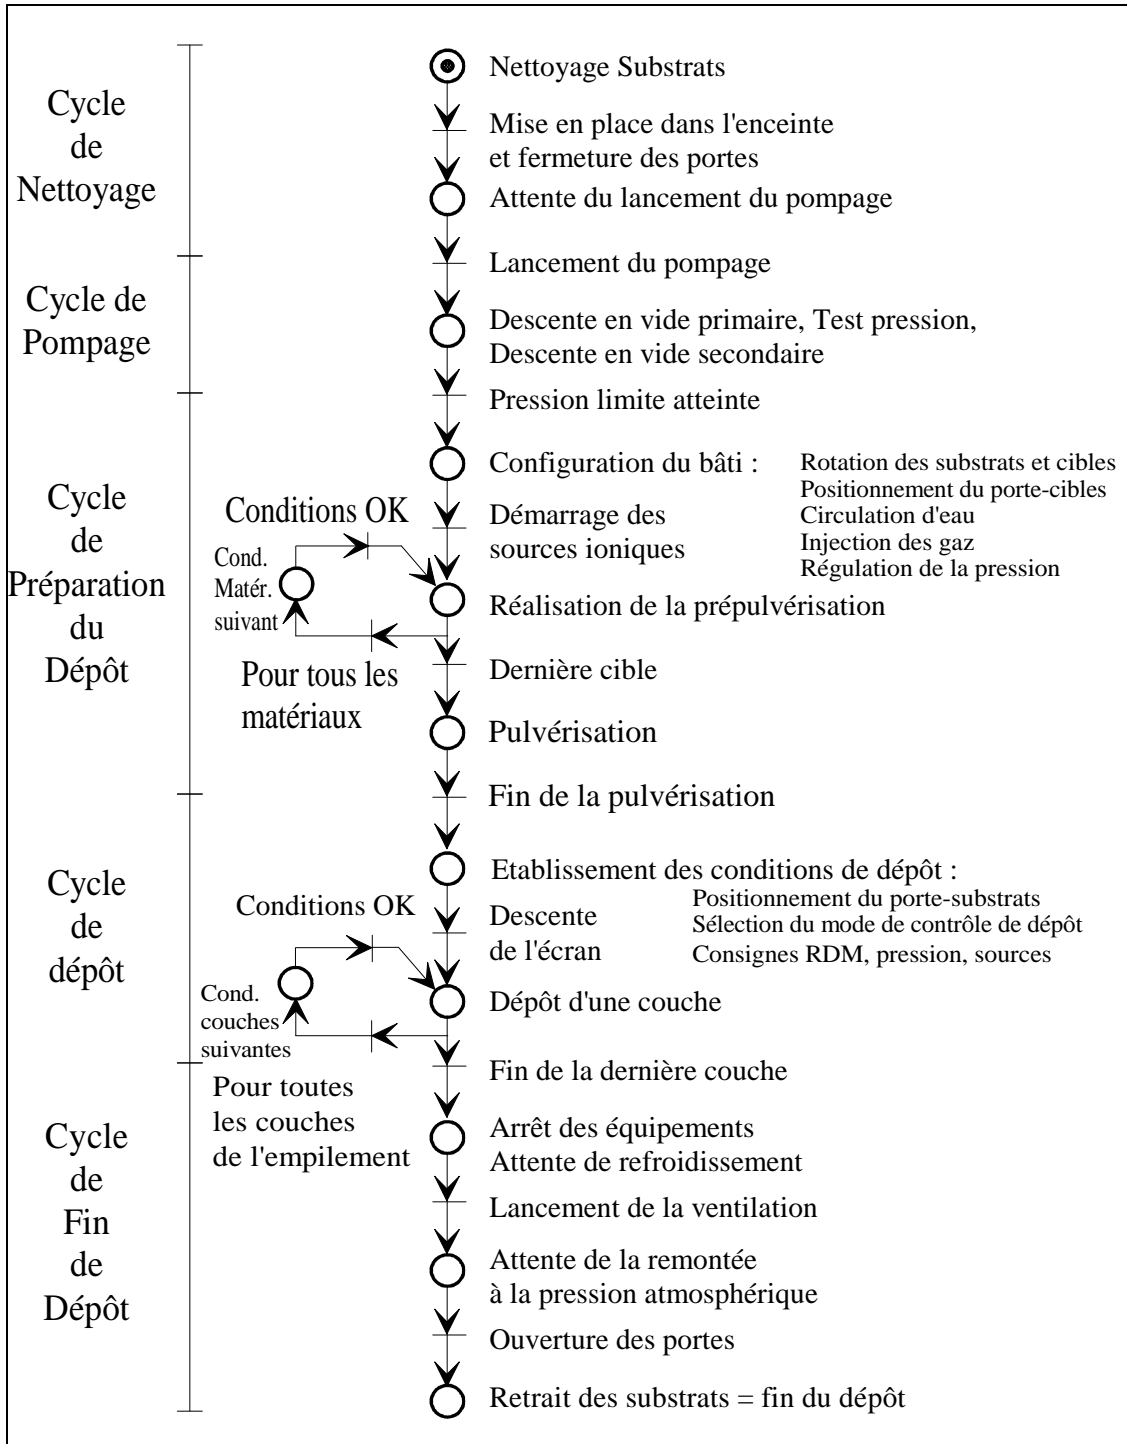 Nettoyage Substrats
Cycle
de
Nettoyage
Mise en place dans l'enceinte
et fermeture des portes
Attente du lancement du pompage
Lancement du pompage
Cycle de
Pompage
Descente en vide primaire, Test pression,
Descente en vide secondaire
Pression limite atteinte
Cycle
de
Préparation
du
Dépôt
Configuration du bâti :
Rotation des substrats et cibles
Positionnement du porte-cibles
Circulation d'eau
Injection des gaz
Régulation de la pression
Démarrage des
sources ioniques
Conditions OK
Cond.
Matér.
suivant
Réalisation de la prépulvérisation
Pour tous les
matériaux
Dernière cible
Pulvérisation
Fin de la pulvérisation
Cycle
de
dépôt
Etablissement des conditions de dépôt :
Positionnement du porte-substrats
Sélection du mode de contrôle de dépôt
Consignes RDM, pression, sources
Descente
de l'écran
Conditions OK
Cond.
couches
suivantes
Dépôt d'une couche
Fin de la dernière couche
Pour toutes
les couches
de l'empilement
Cycle
de
Fin
de
Dépôt
Arrêt des équipements
Attente de refroidissement
Lancement de la ventilation
Attente de la remontée
à la pression atmosphérique
Ouverture des portes
Retrait des substrats = fin du dépôt